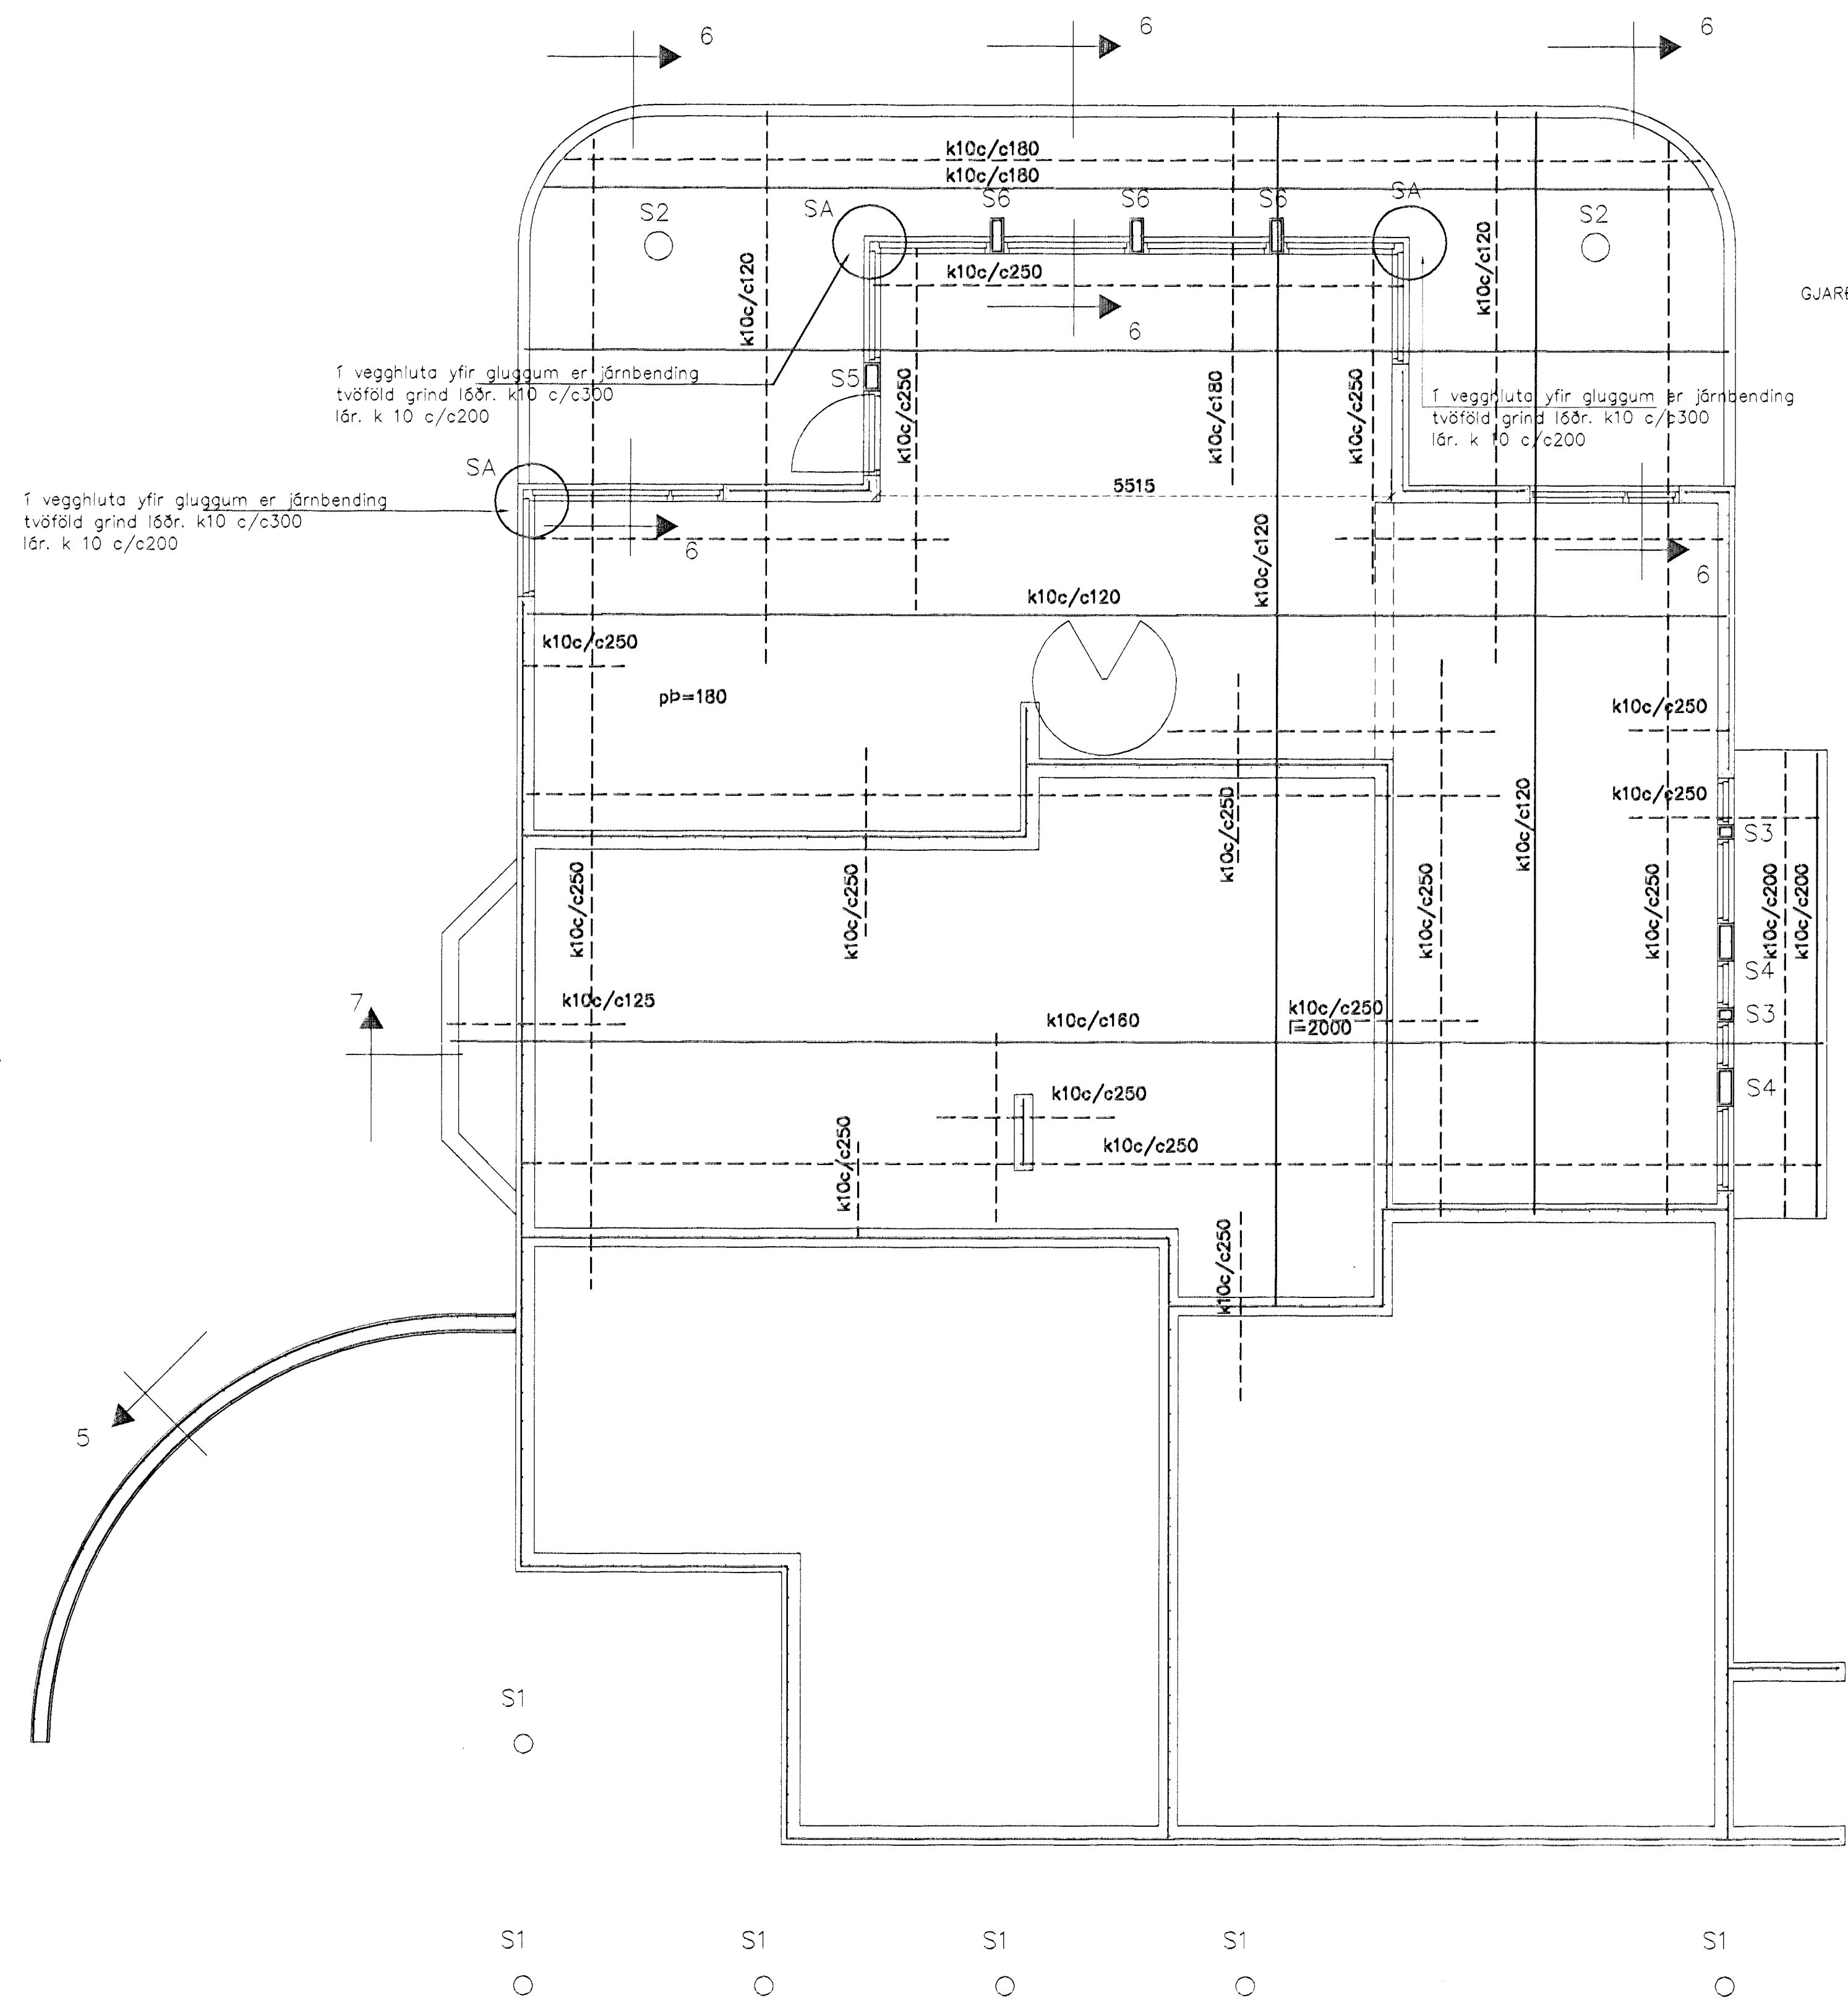 6
6
6
k10c/c180
k10c/c180
S2
SA
S6
S6
S6
SA
S2
k10c/c120
k10c/c250
k10c/c120
6
S5
k10c/c250
k10c/c180
k10c/c250
í vegghluta yfir gluggum er járnbending
tvöföld grind lóðr. k10 c/c300
lár. k 10 c/c200
í vegghluta yfir gluggum er járnbending
tvöföld grind lóðr. k10 c/c300
lár. k 10 c/c200
SA
í vegghluta yfir gluggum er járnbending
tvöföld grind lóðr. k10 c/c300
lár. k 10 c/c200
5515
6
k10c/c120
6
k10c/c120
k10c/c250
pÞ=180
k10c/c250
k10c/c250
k10c/c250
k10c/c120
S3
k10c/c250
k10c/c250
k10c/c250
k10c/c250
k10c/c200
k10c/c200
S4
7
k10c/c125
k10c/c160
k10c/c250
l=2000
S3
S4
k10c/c250
k10c/c250
k10c/c250
k10c/c250
5
S1
S1
S1
S1
S1
S1